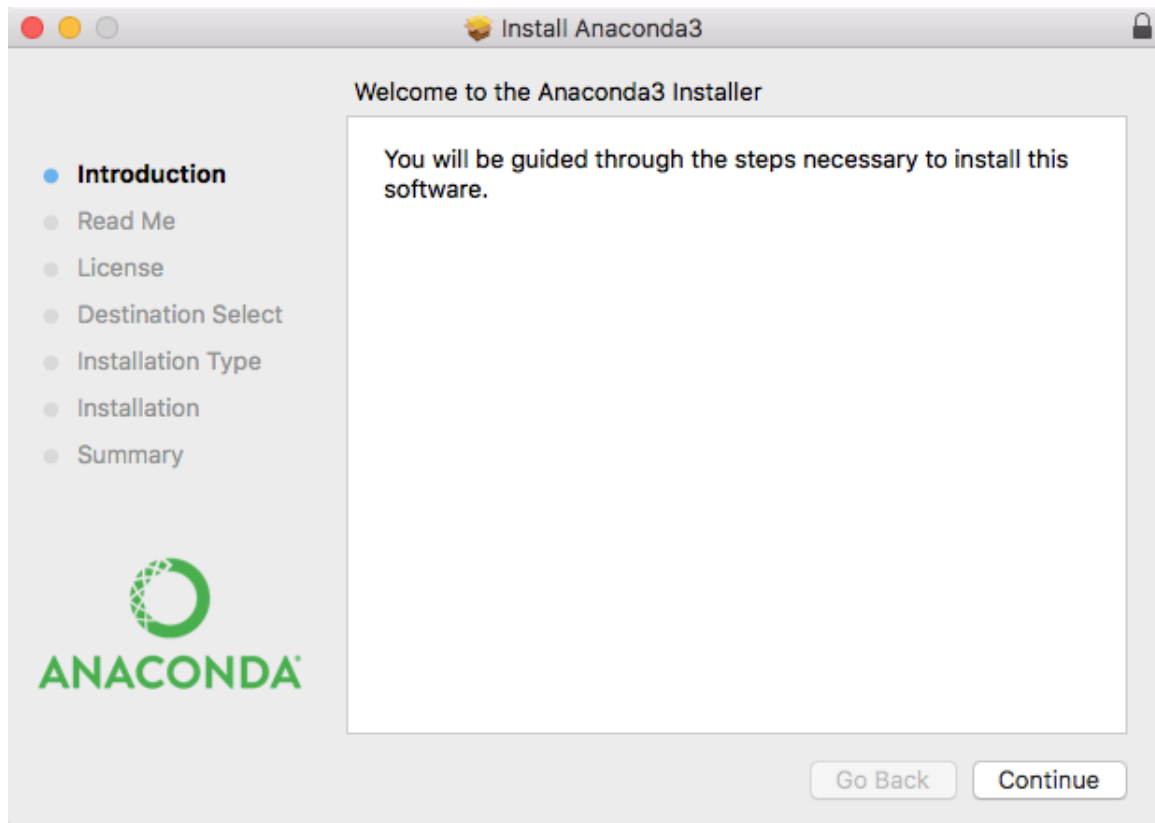 Install Anaconda3
Welcome to the Anaconda3 Installer
Introduction
Read Me
License
Destination Select
Installation Type
Installation
Summary
You will be guided through the steps necessary to install this
software.
ANACONDA
Go Back
Continue